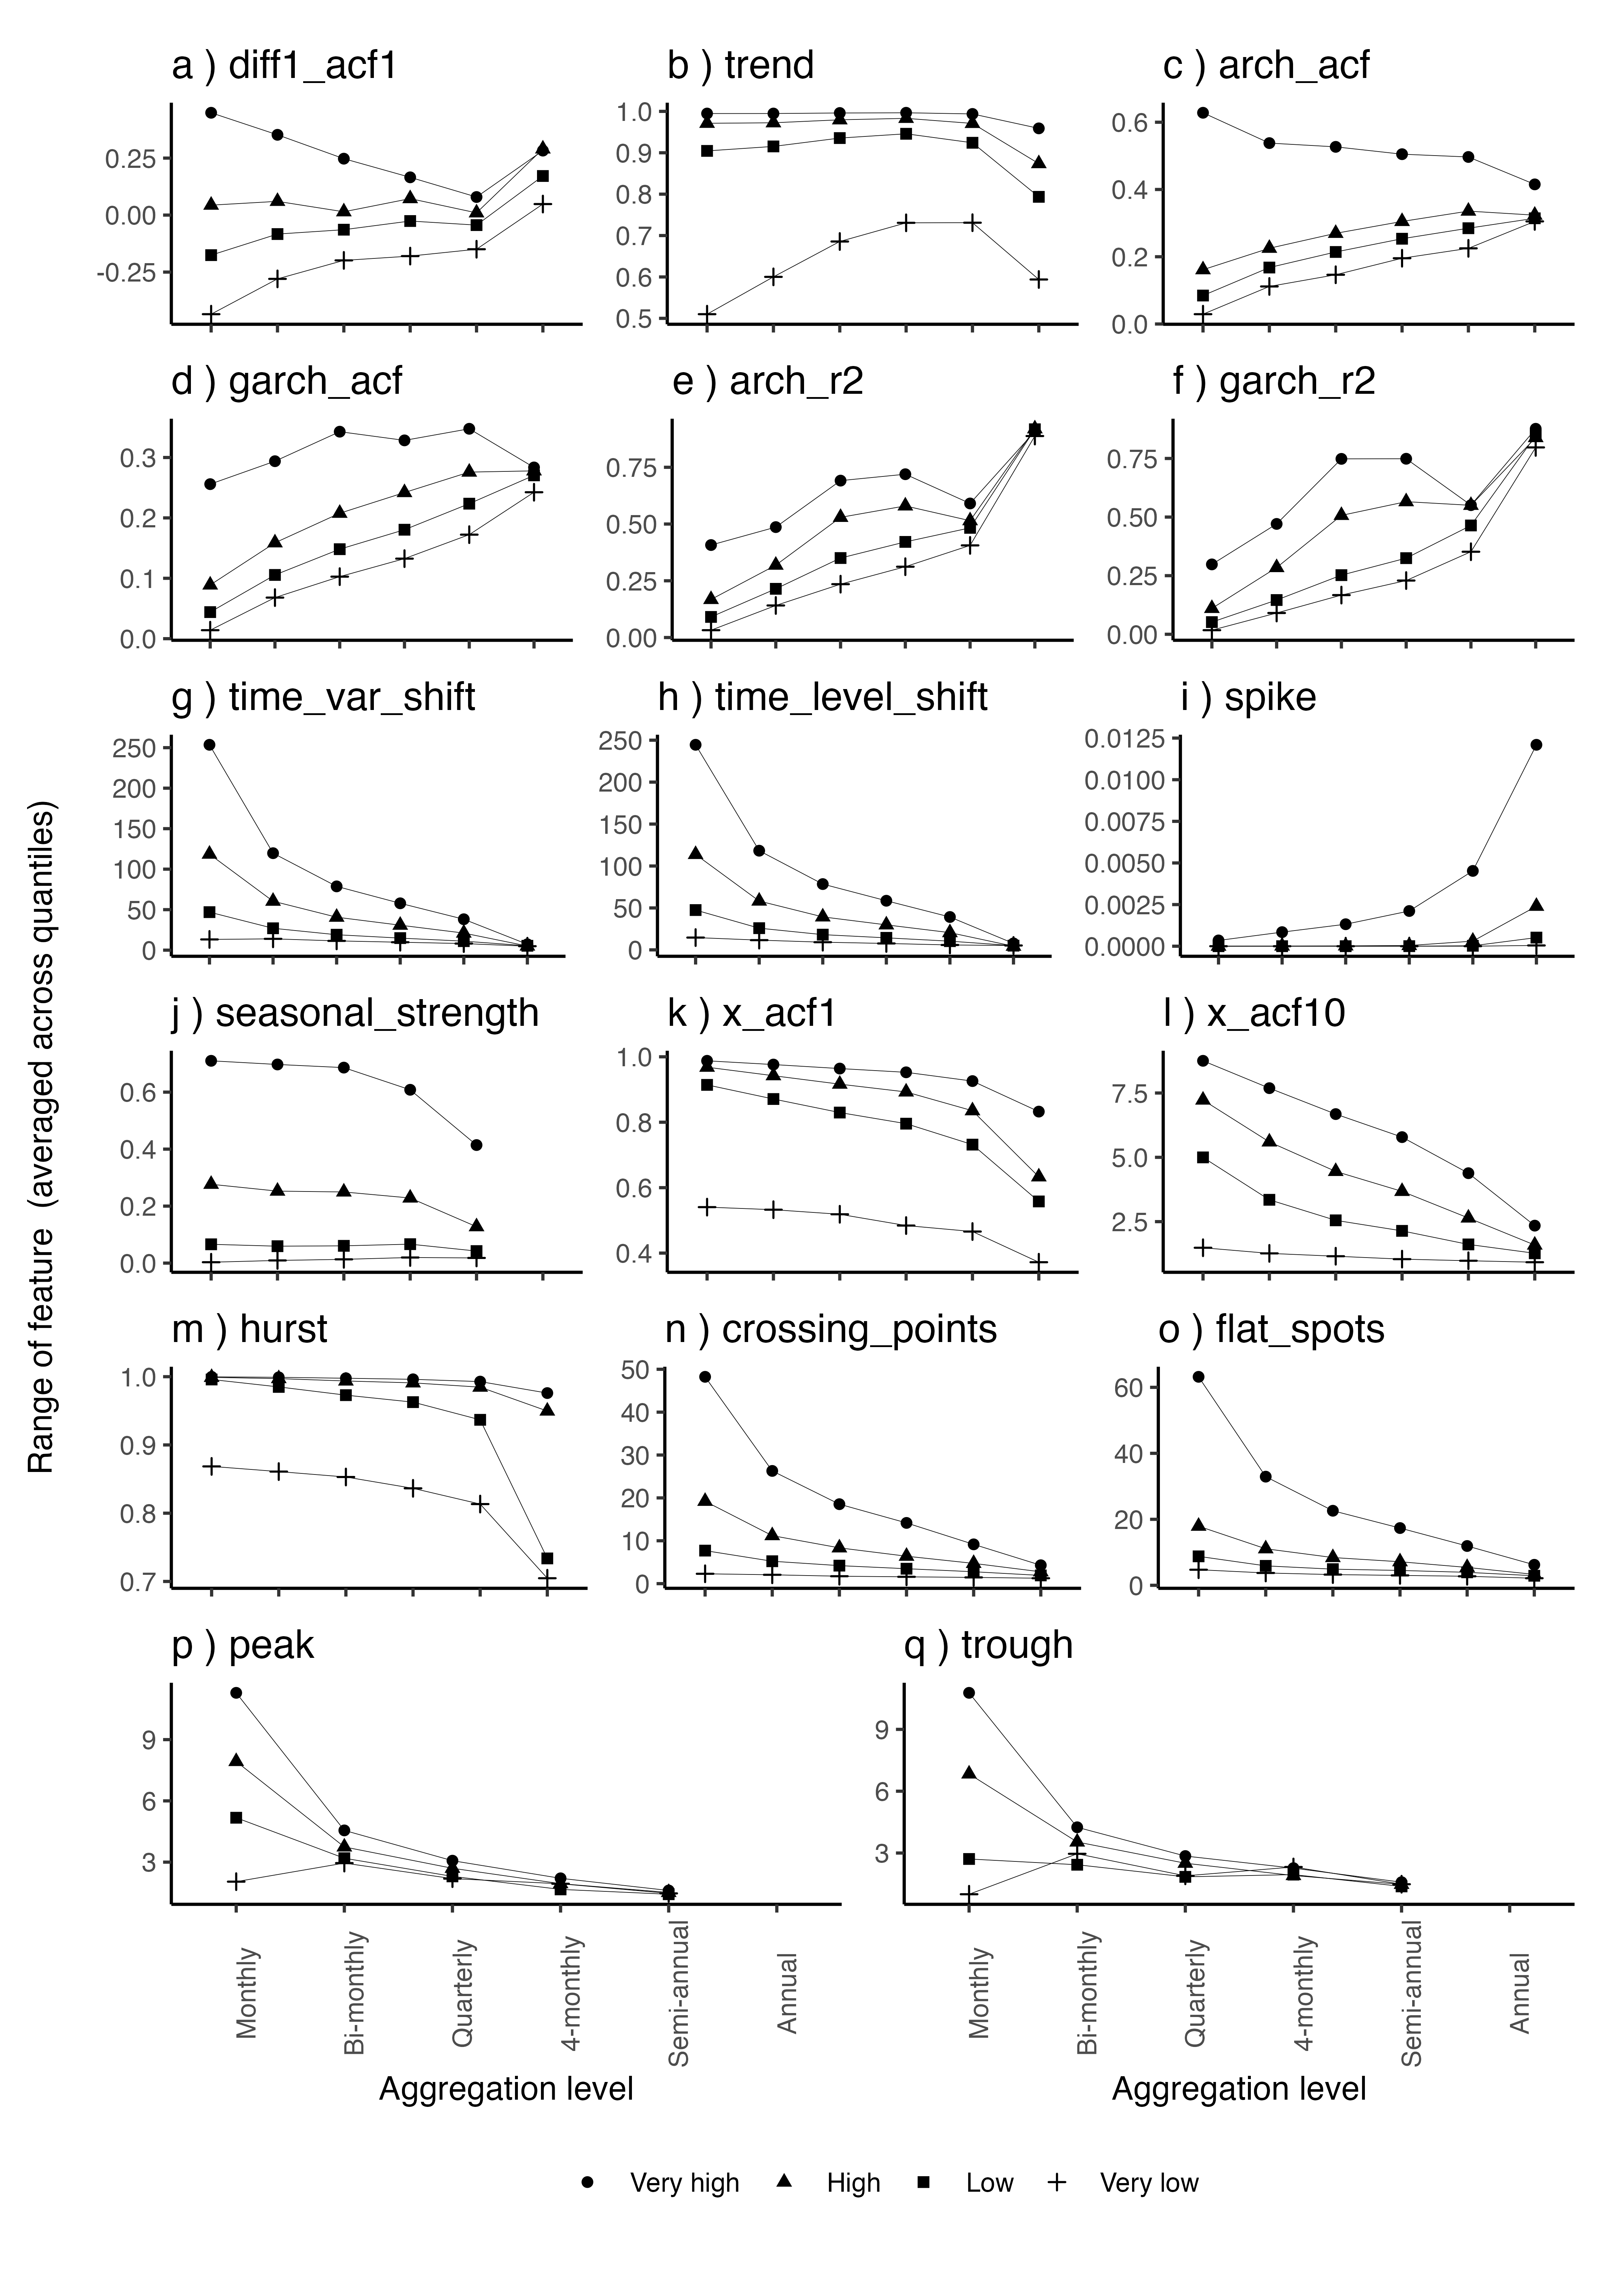 a ) diff1_acf1
b ) trend
c ) arch_acf
0.25
0.00
-0.25
1.0
0.9
0.8
0.7
0.6
0.5
0.6
0.4
0.2
0.0
d ) garch_acf
e ) arch_r2
f ) garch_r2
0.3
0.2
0.1
0.0
0.75
0.50
0.25
0.00
0.75
0.50
0.25
0.00
g ) time_var_shift
h ) time_level_shift
i ) spike
250
200
150
100
50
0
250
200
150
100
50
0
0.0125
0.0100
0.0075
0.0050
0.0025
0.0000
j ) seasonal_strength
k ) x_acf1
l ) x_acf10
0.6
0.4
0.2
0.0
1.0
0.8
0.6
0.4
7.5
5.0
2.5
m ) hurst
n ) crossing_points
o ) flat_spots
1.0
0.9
0.8
0.7
50
40
30
20
10
0
60
40
20
0
p ) peak
q ) trough
9
6
3
9
6
3
Monthly
Bi-monthly
Quarterly
4-monthly
Semi-annual
Annual
Monthly
Bi-monthly
Quarterly
4-monthly
Semi-annual
Annual
Aggregation level
Aggregation level
Range of feature (averaged across quantiles)
Very high
High
Low
Very low